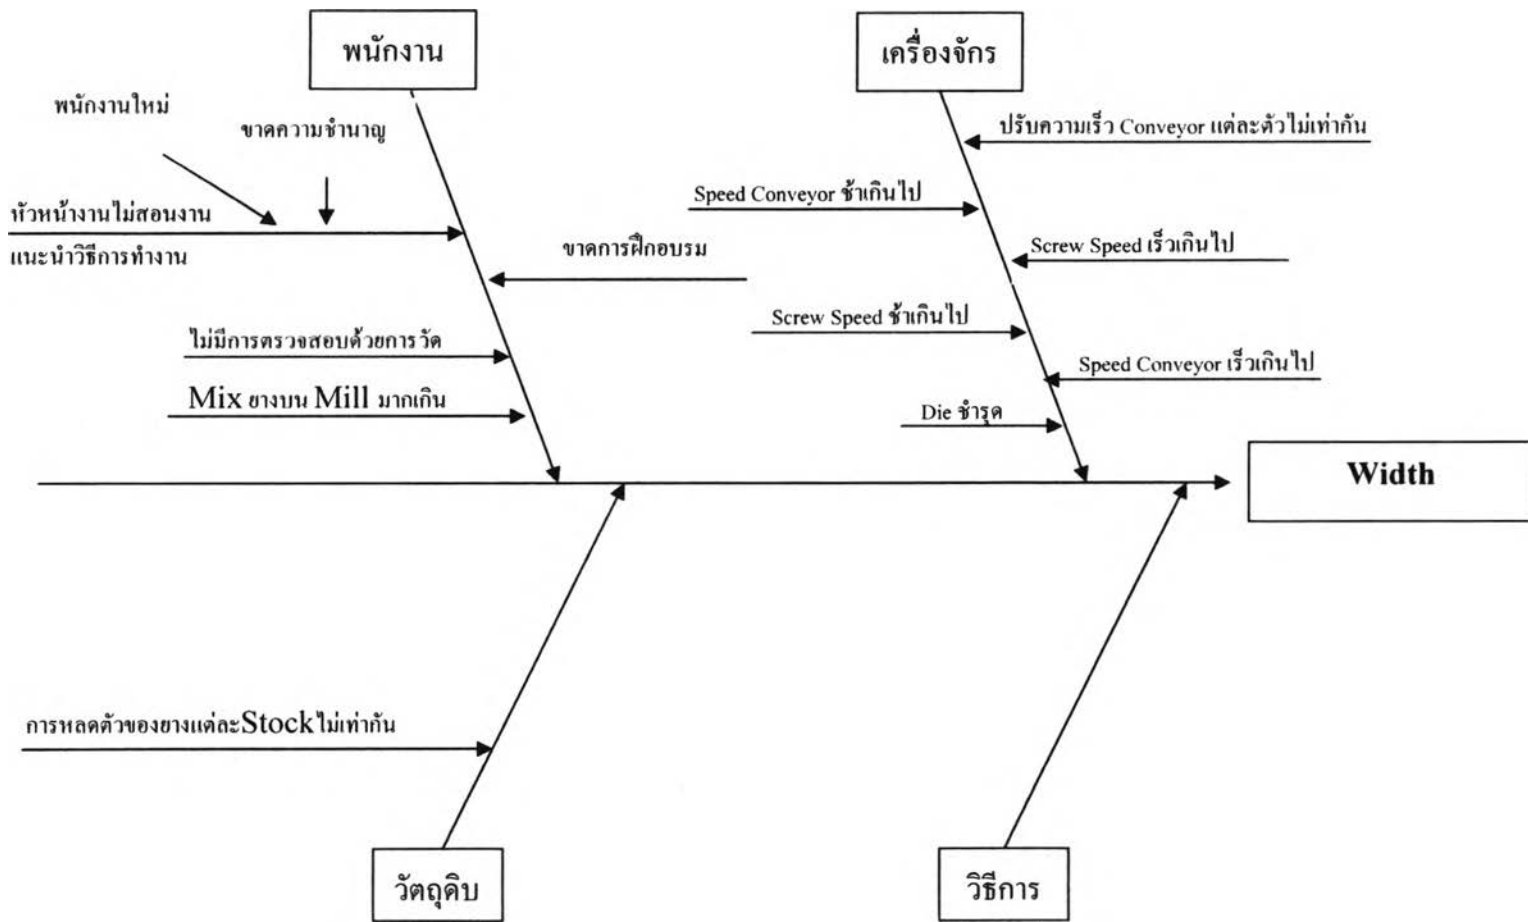 พนักงาน
เครื่องจักร
พนักงานใหม่
ขาดความชำนาญ
ปรับความเร็ว Conveyor แต่ละตัวไม่เท่ากัน
Speed Conveyor ช้าเกินไป
หัวหน้างานไม่สอนงาน
แนะนำวิธีการทำงาน
ขาดการฝึกอบรม
Screw Speed เร็วเกินไป
Screw Speed ช้าเกินไป
ไม่มีการตรวจสอบด้วยการวัด
Speed Conveyor เร็วเกินไป
Mix ยางบน Mill มากเกิน
Die ชำรุด
Width
การหลดตัวของยางแต่ละStockไม่เท่ากัน
วัตถุดิบ
วิธีการ